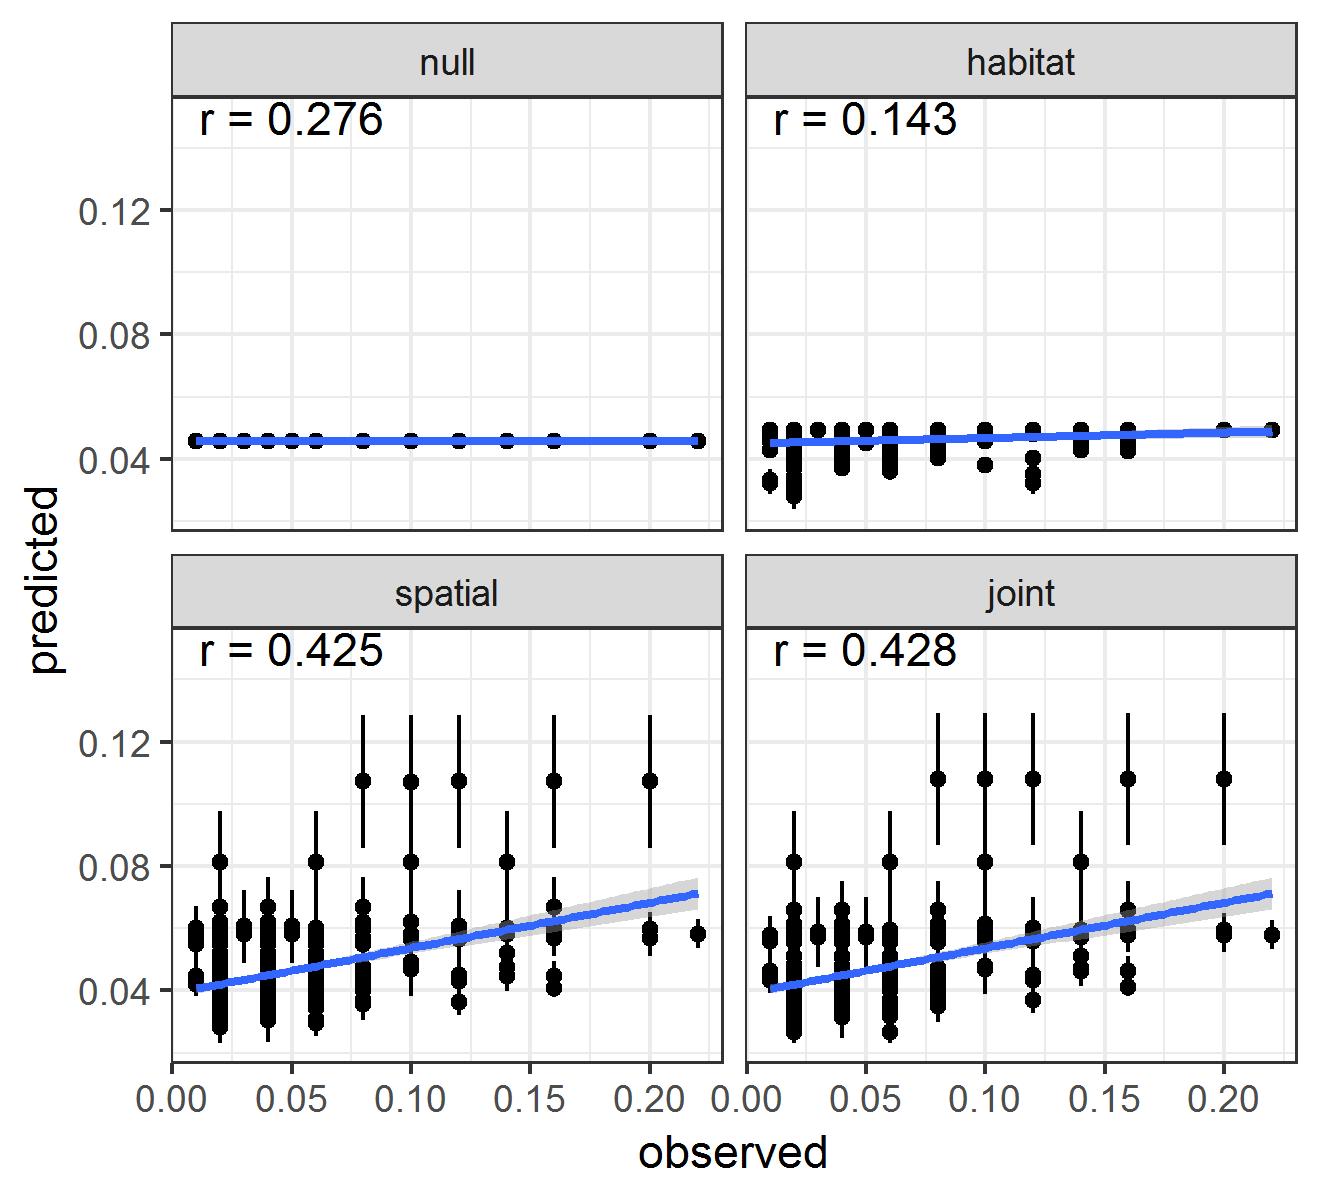 null
habitat
r = 0.276
r = 0.143
0.12
0.08
0.04
spatial
joint
r = 0.425
r = 0.428
0.12
0.08
0.04
0.00 0.05 0.10 0.15 0.20 0.00 0.05 0.10 0.15 0.20
observed
predicted